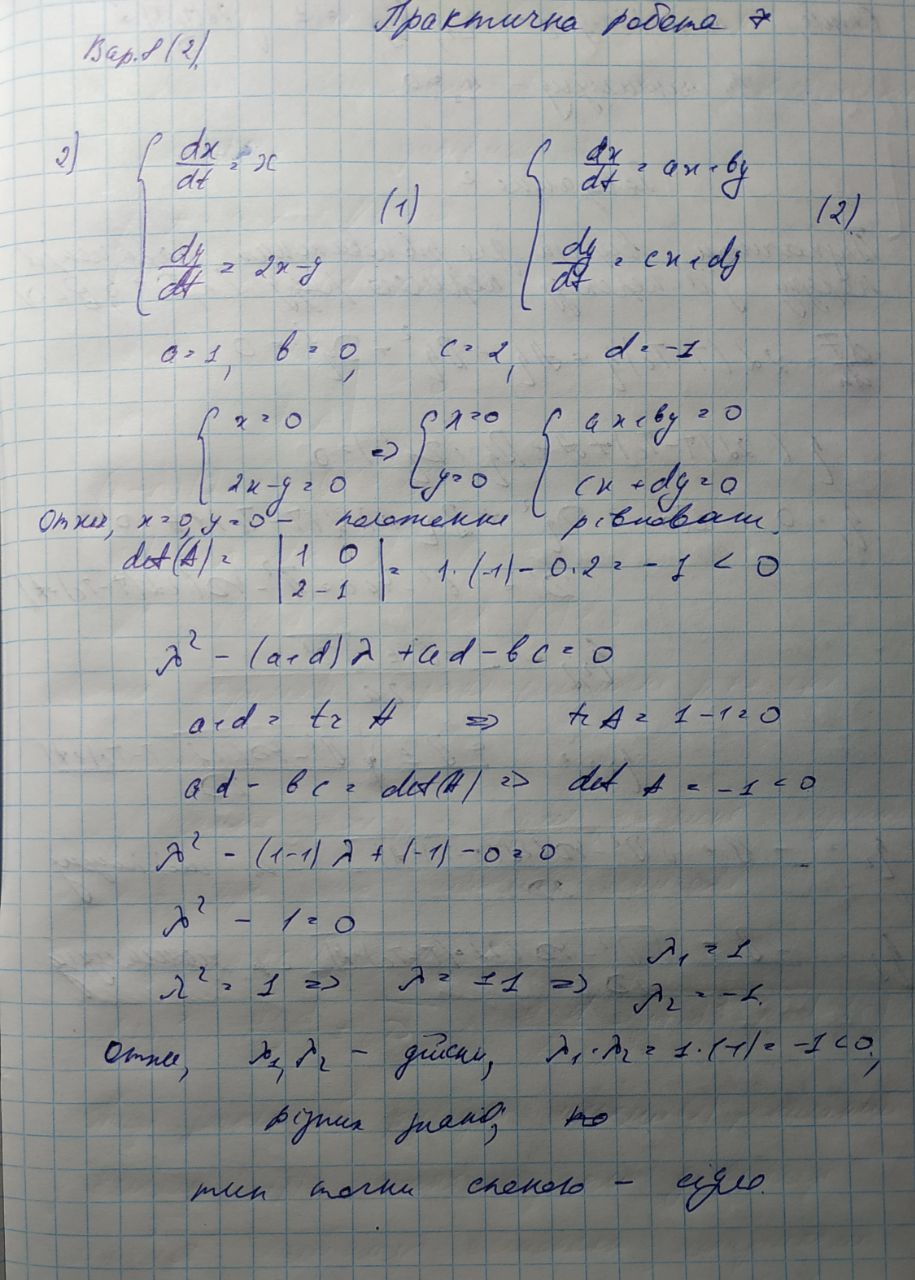 Практична робота 7
Вар. 8 (2).
2) { dx/dt = x, dy/dt = 2x-y (1) { dx/dt = ax+by, dy/dt = cx+dy (2).
a=1, b=0, c=2, d=-1
{ x=0, 2x-y=0 => { x=0, y=0 { ax+by=0, cx+dy=0
Отже, x=0, y=0 - положення рівноваги.
det(A) = |1 0; 2 -1| = 1·(-1)-0·2 = -1 < 0
λ² - (a+d)λ + ad - bc = 0
a+d = tr A => tr A = 1-1=0
ad - bc = det(A) => det A = -1 < 0
λ² - (1-1)λ + (-1) - 0 = 0
λ² - 1 = 0
λ² = 1 => λ = ±1 => λ₁ = 1
λ₂ = -1.
Отже, λ₁, λ₂ - дійсні, λ₁·λ₂ = 1·(-1) = -1 < 0,
різних знаків,
тип точки спокою - сідло.